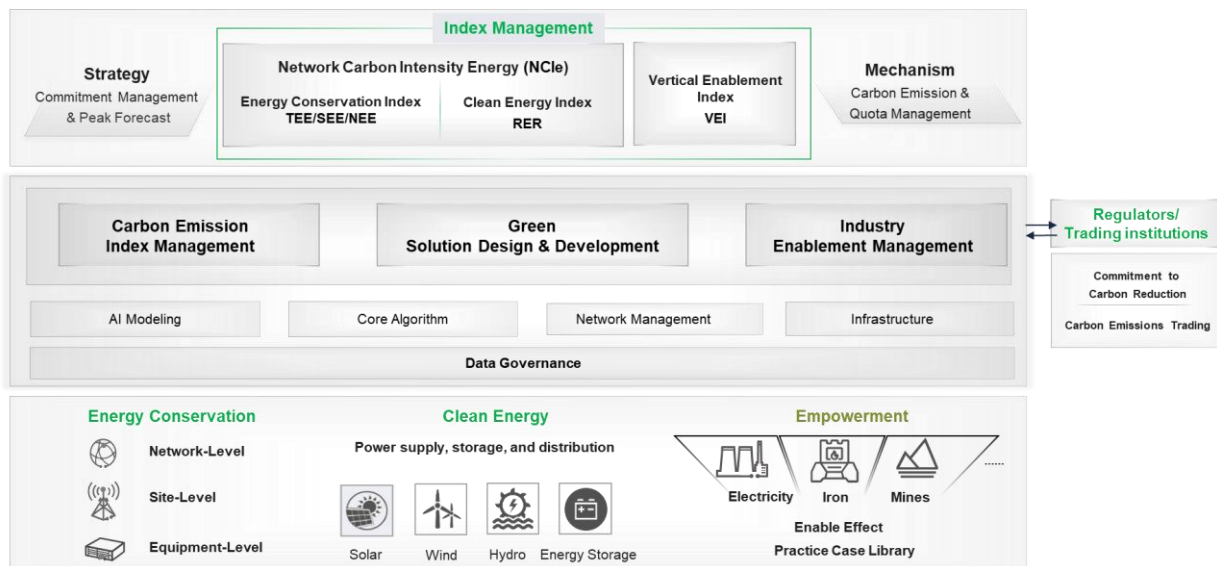 Index Management
Strategy
Commitment Management
& Peak Forecast
Network Carbon Intensity Energy (NCIe)
Energy Conservation Index
TEE/SEE/NEE
Clean Energy Index
RER
Vertical Enablement
Index
VEI
Mechanism
Carbon Emission &
Quota Management
Carbon Emission
Index Management
Green
Solution Design & Development
Industry
Enablement Management
AI Modeling
Core Algorithm
Network Management
Infrastructure
Data Governance
Regulators/
Trading institutions
Commitment to
Carbon Reduction
Carbon Emissions Trading
Energy Conservation
Network-Level
Site-Level
Equipment-Level
Clean Energy
Power supply, storage, and distribution
Solar
Wind
Hydro
Energy Storage
Empowerment
Electricity
Iron
Mines
......
Enable Effect
Practice Case Library